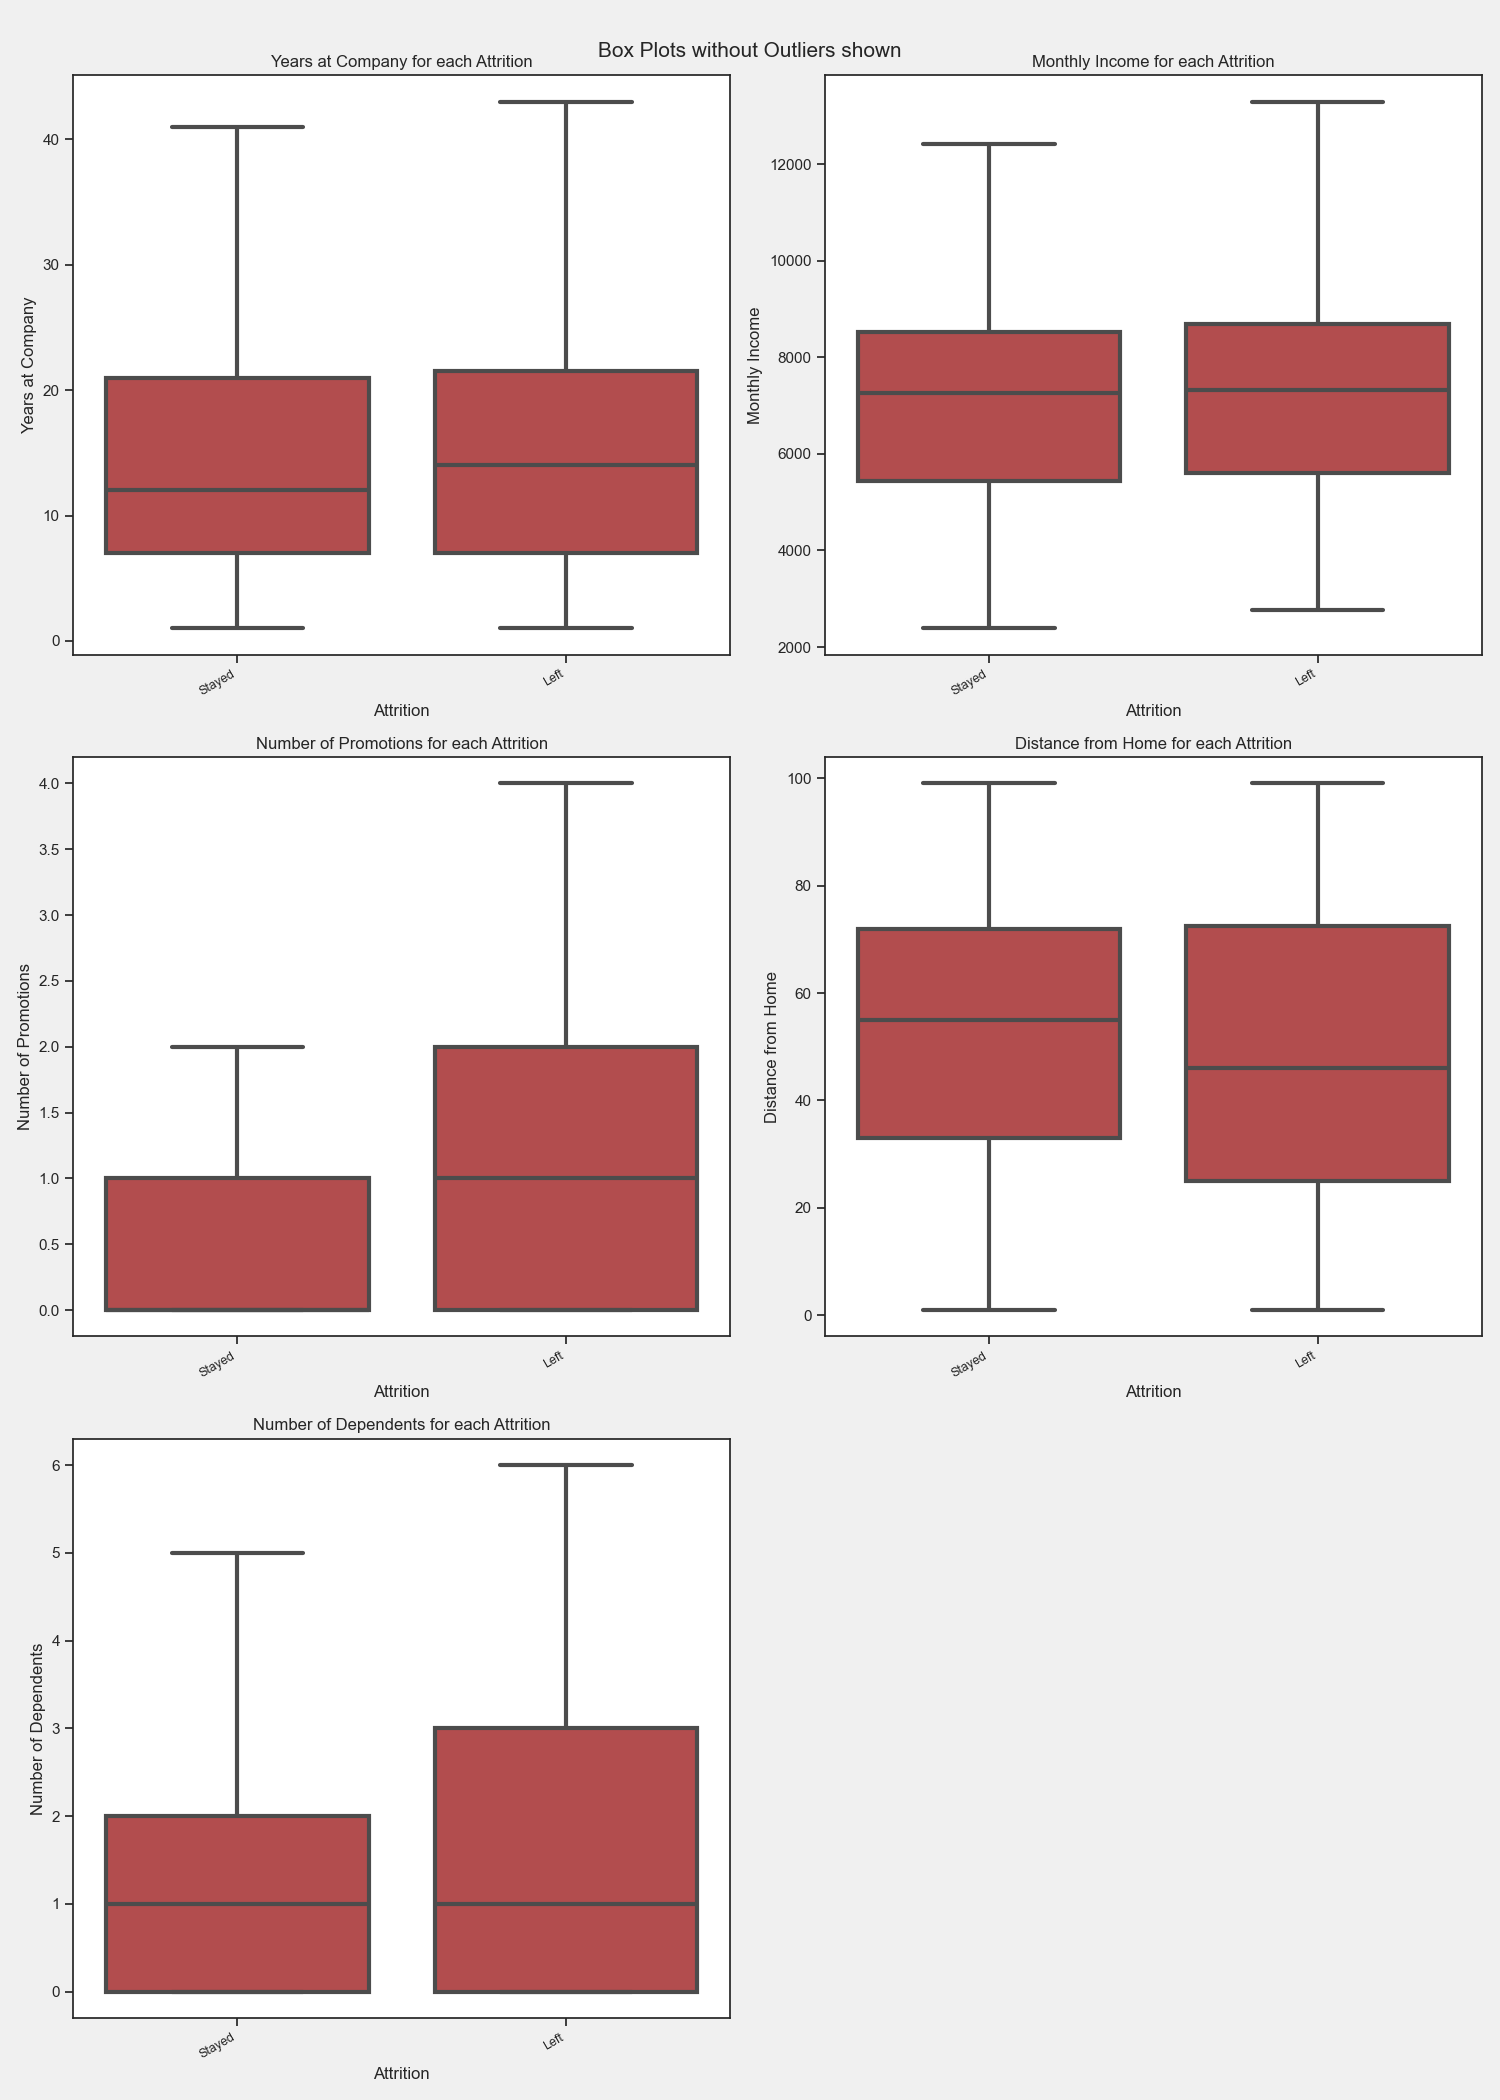 Box Plots without Outliers shown
Years at Company for each Attrition
Years at Company
40
30
20
10
0
Stayed
Left
Attrition
Monthly Income for each Attrition
Monthly Income
12000
10000
8000
6000
4000
2000
Stayed
Left
Attrition
Number of Promotions for each Attrition
Number of Promotions
4.0
3.5
3.0
2.5
2.0
1.5
1.0
0.5
0.0
Stayed
Left
Attrition
Distance from Home for each Attrition
Distance from Home
100
80
60
40
20
0
Stayed
Left
Attrition
Number of Dependents for each Attrition
Number of Dependents
6
5
4
3
2
1
0
Stayed
Left
Attrition